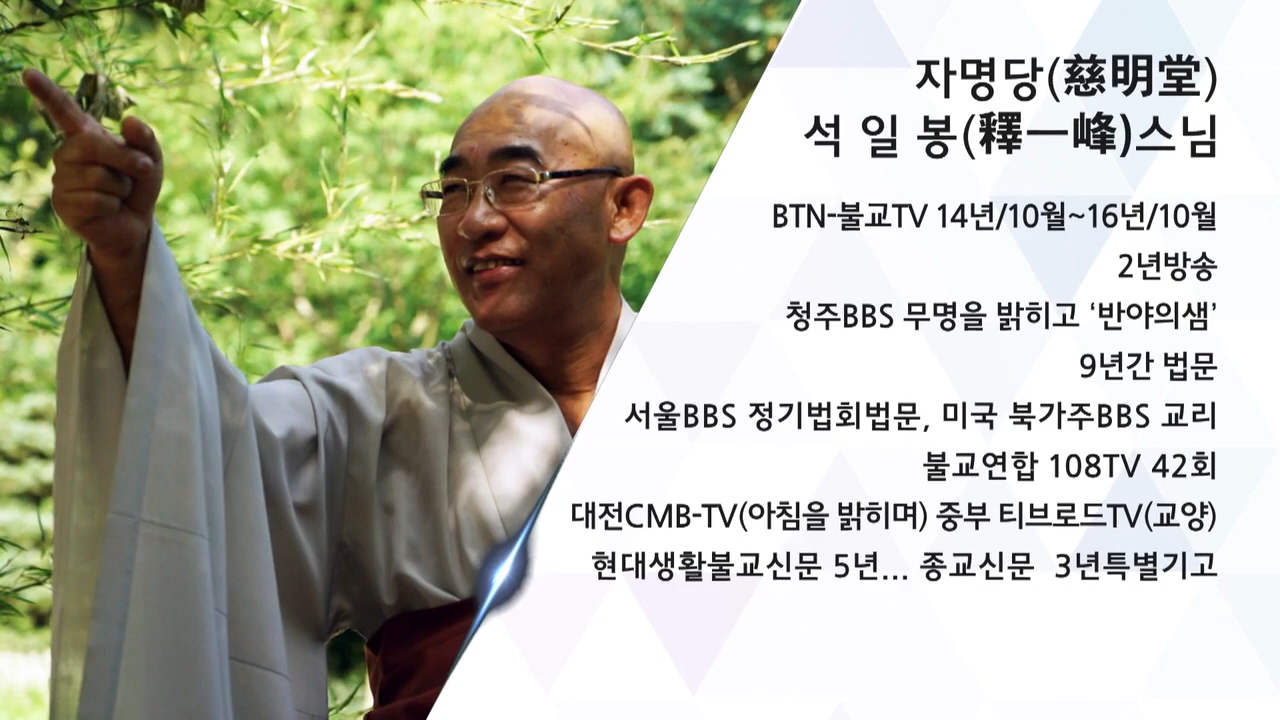 자명당(慈明堂)
석 일 봉(釋一峰)스님
BTN-불교TV 14년/10월~16년/10월
2년방송
청주BBS 무명을 밝히고 ‘반야의샘’
9년간 법문
서울BBS 정기법회법문, 미국 북가주BBS 교리
불교연합 108TV 42회
대전CMB-TV(아침을 밝히며) 중부 티브로드TV(교양)
현대생활불교신문 5년... 종교신문 3년특별기고